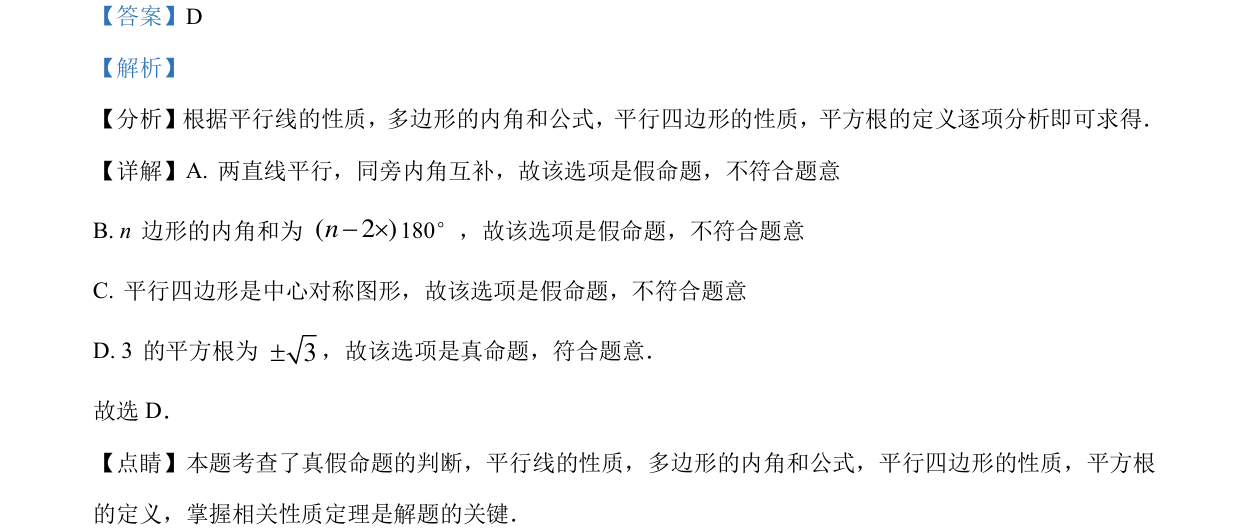 【答案】D
【解析】
【分析】根据平行线的性质，多边形的内角和公式，平行四边形的性质，平方根的定义逐项分析即可求得．
【详解】A. 两直线平行，同旁内角互补，故该选项是假命题，不符合题意
B. n 边形的内角和为 (n−2×)180°，故该选项是假命题，不符合题意
C. 平行四边形是中心对称图形，故该选项是假命题，不符合题意
D. 3 的平方根为 ±√3，故该选项是真命题，符合题意．
故选 D．
【点睛】本题考查了真假命题的判断，平行线的性质，多边形的内角和公式，平行四边形的性质，平方根
的定义，掌握相关性质定理是解题的关键．